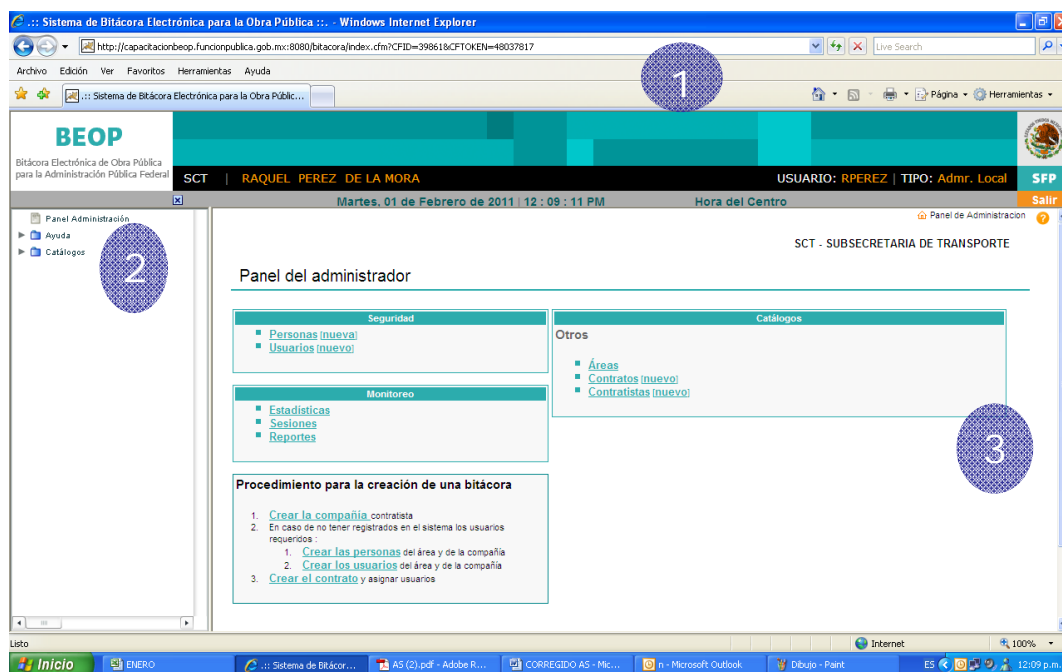 .:: Sistema de Bitácora Electrónica para la Obra Pública ::. - Windows Internet Explorer
http://capacitacionbeop.funcionpublica.gob.mx:8080/bitacora/index.cfm?CFID=39861&CFTOKEN=48037817
Live Search
Archivo Edición Ver Favoritos Herramientas Ayuda
.:: Sistema de Bitácora Electrónica para la Obra Públic...
Página
Herramientas
1
BEOP
Bitácora Electrónica de Obra Pública
para la Administración Pública Federal
SCT | RAQUEL PEREZ DE LA MORA
USUARIO: RPEREZ | TIPO: Admr. Local
SFP
Martes, 01 de Febrero de 2011 | 12 : 09 : 11 PM
Hora del Centro
Salir
Panel Administración
Ayuda
Catálogos
2
Panel de Administracion
SCT - SUBSECRETARIA DE TRANSPORTE
Panel del administrador
Seguridad
Personas [nueva]
Usuarios [nuevo]
Monitoreo
Estadísticas
Sesiones
Reportes
Catálogos
Otros
Áreas
Contratos [nuevo]
Contratistas [nuevo]
3
Procedimiento para la creación de una bitácora
1. Crear la compañía contratista
2. En caso de no tener registrados en el sistema los usuarios
requeridos :
1. Crear las personas del área y de la compañía
2. Crear los usuarios del área y de la compañía
3. Crear el contrato y asignar usuarios
Listo
Internet
100%
Inicio
ENERO
.:: Sistema de Bitácor...
AS (2).pdf - Adobe R...
CORREGIDO AS - Mic...
n - Microsoft Outlook
Dibujo - Paint
ES
12:09 p.m.